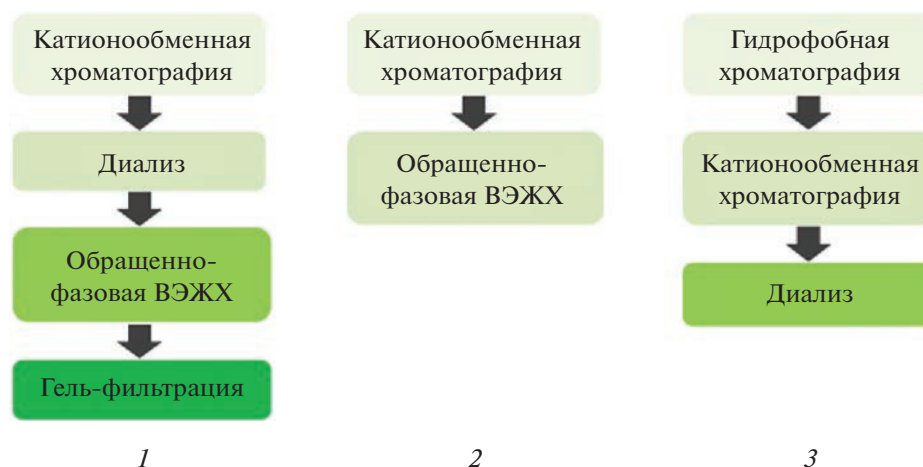 Катионообменная
хроматография
Диализ
Обращенно-
фазовая ВЭЖХ
Гель-фильтрация
1
Катионообменная
хроматография
Обращенно-
фазовая ВЭЖХ
2
Гидрофобная
хроматография
Катионообменная
хроматография
Диализ
3